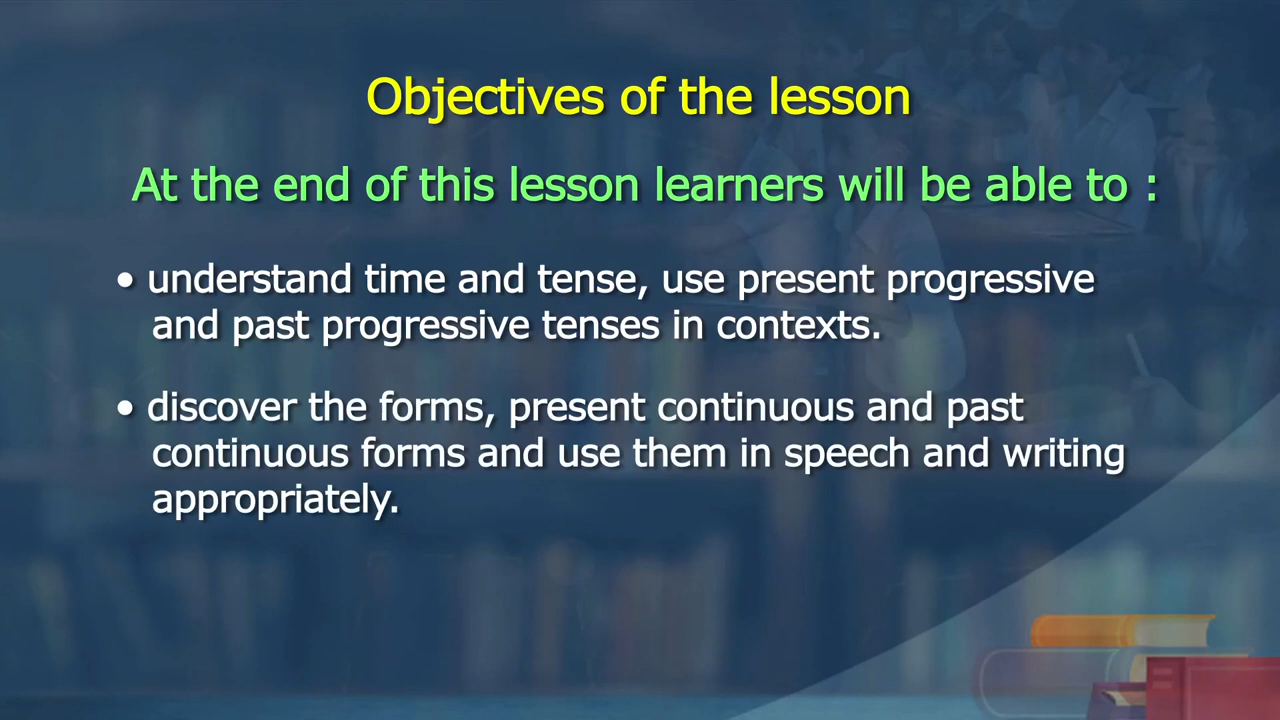 Objectives of the lesson
At the end of this lesson learners will be able to :
• understand time and tense, use present progressive
and past progressive tenses in contexts.
• discover the forms, present continuous and past
continuous forms and use them in speech and writing
appropriately.